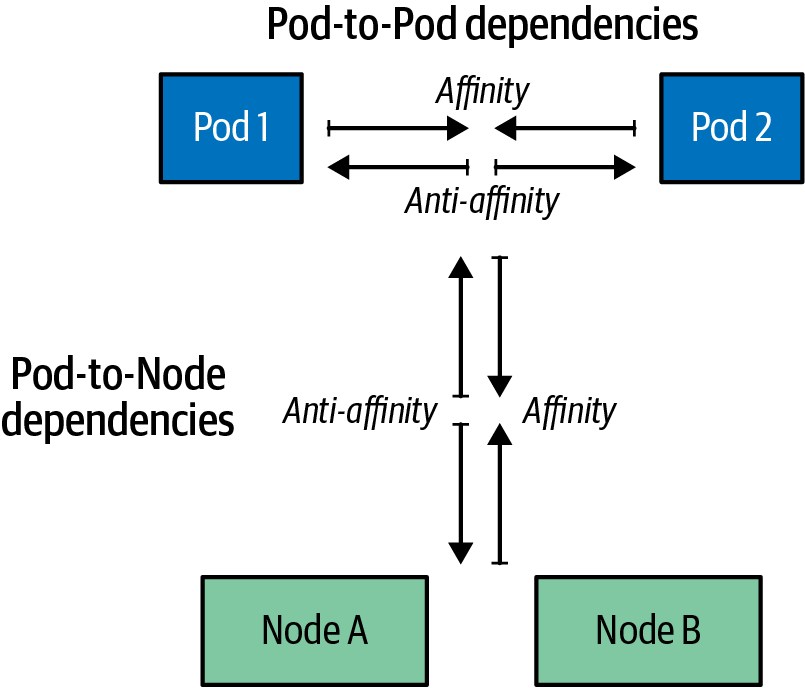 Pod-to-Pod dependencies
Affinity
Pod 1
Pod 2
Anti-affinity
Pod-to-Node
dependencies
Anti-affinity
Affinity
Node A
Node B